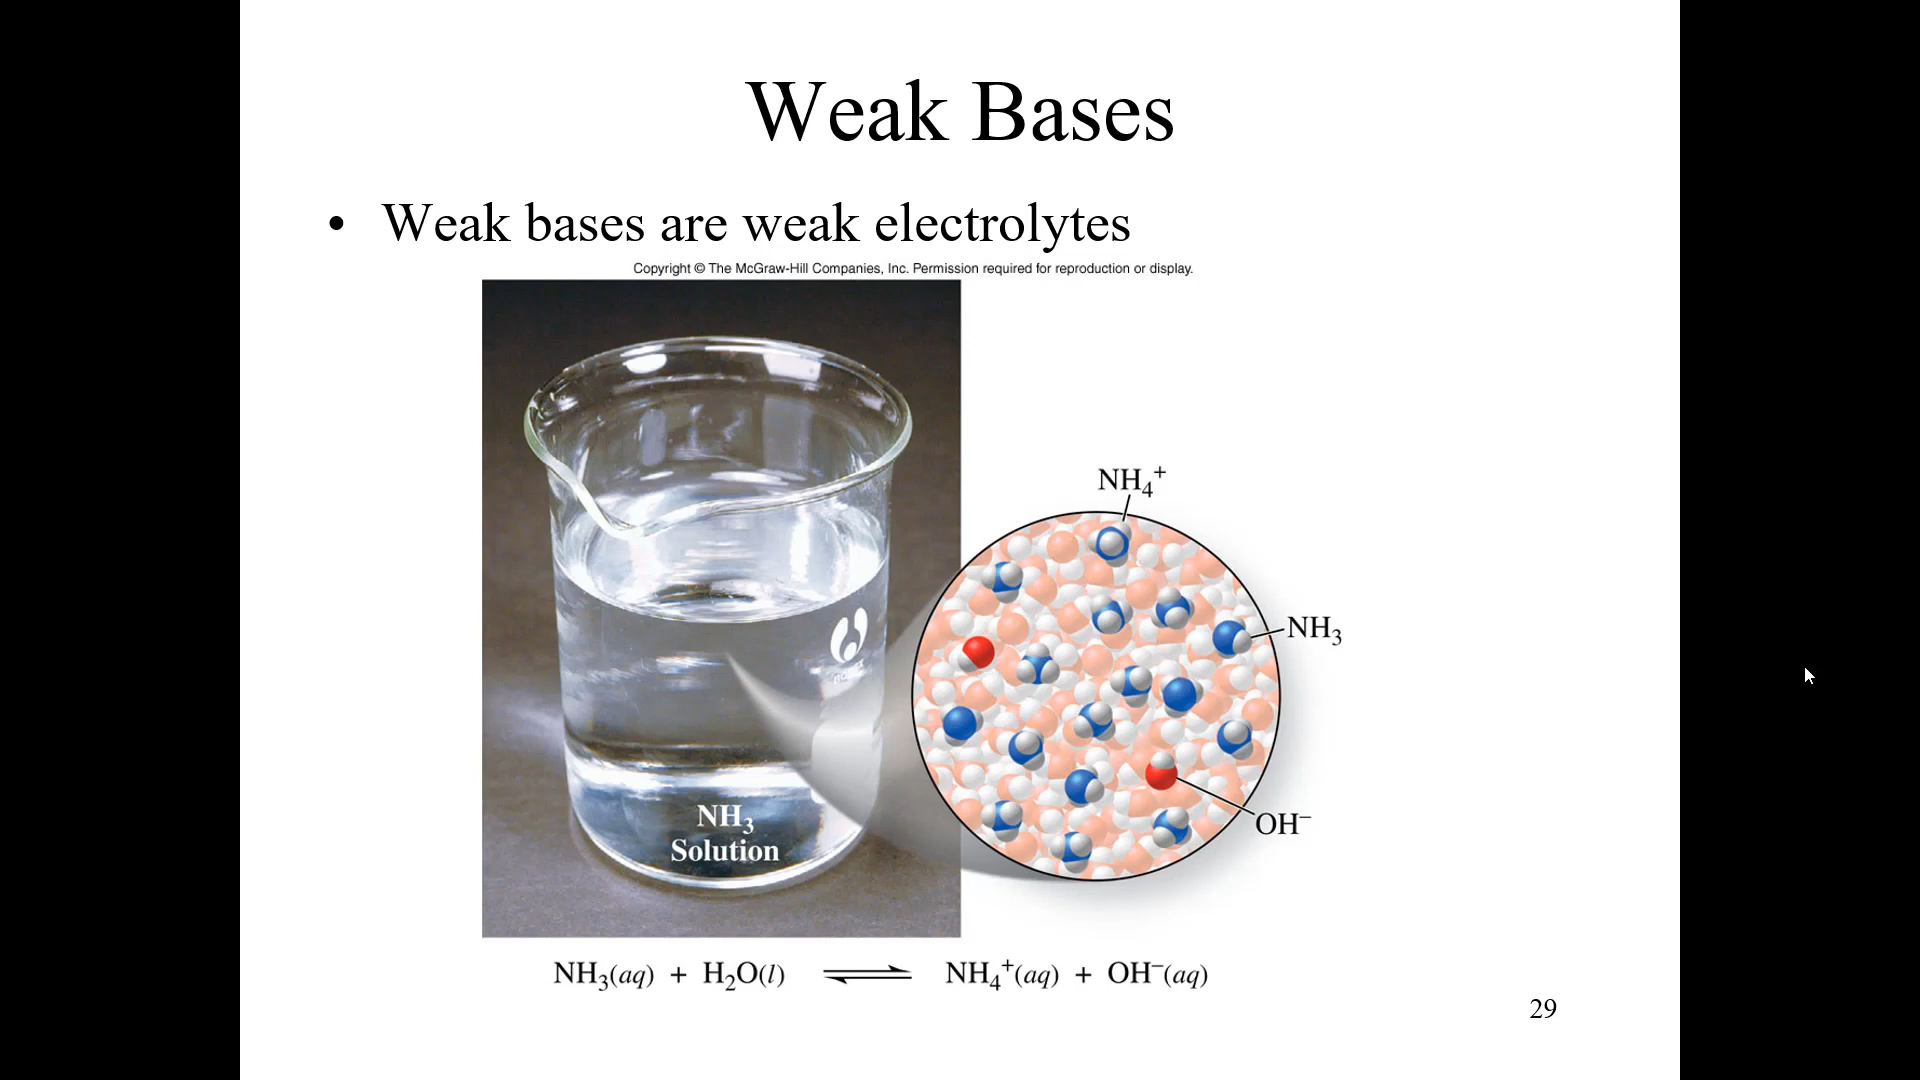 Weak Bases
• Weak bases are weak electrolytes
Copyright © The McGraw-Hill Companies, Inc. Permission required for reproduction or display.
NH₄⁺
NH₃
OH⁻
NH₃
Solution
NH₃(aq) + H₂O(l) ⇌ NH₄⁺(aq) + OH⁻(aq)
29